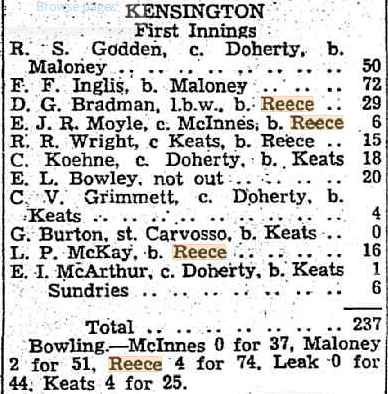 Browse pages
KENSINGTON
First Innings
R. S. Godden, c. Doherty, b.
Maloney .. .. .. .. .. .. .. .. 50
F. F. Inglis, b. Maloney .. .. .. 72
D. G. Bradman, l.b.w., b. Reece .. 29
E. J. R. Moyle, c. McInnes, b. Reece 6
R. R. Wright, c Keats, b. Reece .. 15
C. Koehne, c. Doherty, b. Keats 18
E. L. Bowley, not out .. .. .. .. 20
C. V. Grimmett, c. Doherty, b.
Keats .. .. .. .. .. .. .. .. .. 4
G. Burton, st. Carvosso, b. Keats .. 0
L. P. McKay, b. Reece .. .. .. .. 16
E. I. McArthur, c. Doherty, b. Keats 1
Sundries .. .. .. .. .. .. .. .. 6
Total .. .. .. .. .. .. .. .. 237
Bowling.—McInnes 0 for 37, Maloney
2 for 51, Reece 4 for 74, Leak 0 for
44, Keats 4 for 25.